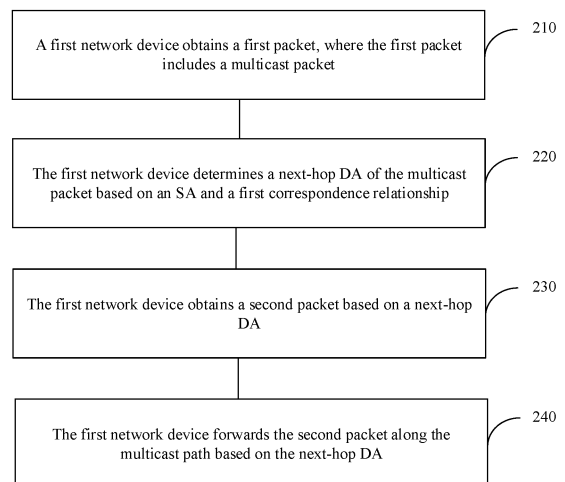 210
A first network device obtains a first packet, where the first packet
includes a multicast packet
220
The first network device determines a next-hop DA of the multicast
packet based on an SA and a first correspondence relationship
230
The first network device obtains a second packet based on a next-hop
DA
240
The first network device forwards the second packet along the
multicast path based on the next-hop DA